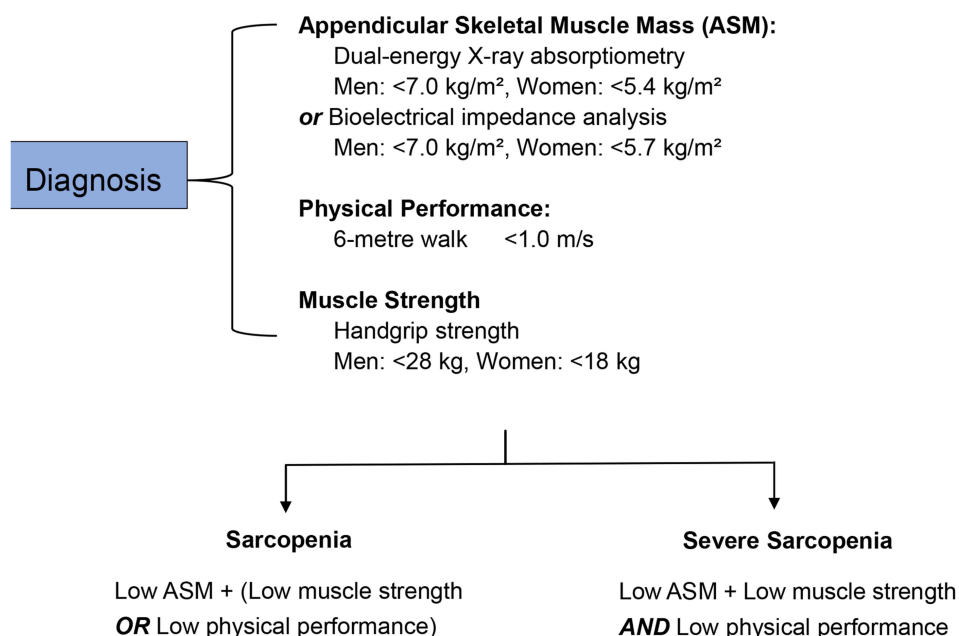 Appendicular Skeletal Muscle Mass (ASM):
Dual-energy X-ray absorptiometry
Men: <7.0 kg/m², Women: <5.4 kg/m²
or Bioelectrical impedance analysis
Men: <7.0 kg/m², Women: <5.7 kg/m²
Diagnosis
Physical Performance:
6-metre walk <1.0 m/s
Muscle Strength
Handgrip strength
Men: <28 kg, Women: <18 kg
Sarcopenia
Low ASM + (Low muscle strength
OR Low physical performance)
Severe Sarcopenia
Low ASM + Low muscle strength
AND Low physical performance